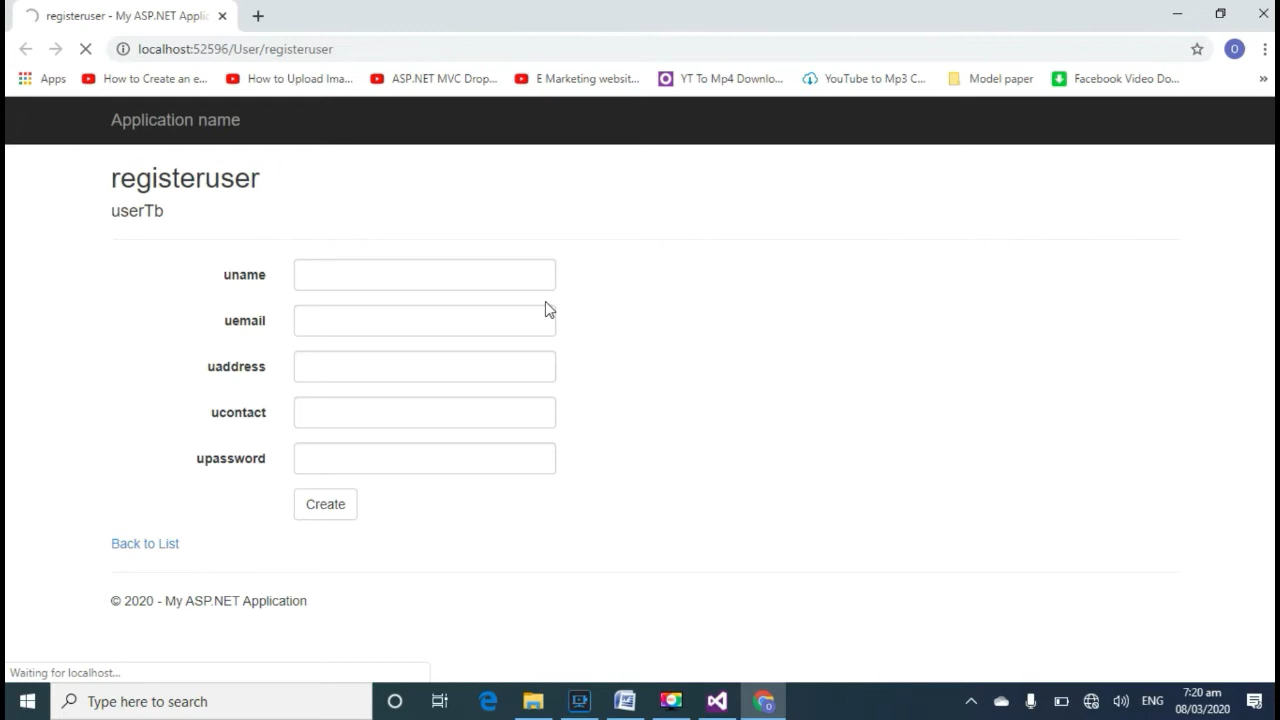 registeruser - My ASP.NET Applic
localhost:52596/User/registeruser
O
Apps
How to Create an e...
How to Upload Ima...
ASP.NET MVC Drop...
E Marketing websit...
YT To Mp4 Downlo...
YouTube to Mp3 C...
Model paper
Facebook Video Do...
»
Application name
registeruser
userTb
uname
uemail
uaddress
ucontact
upassword
Create
Back to List
© 2020 - My ASP.NET Application
Waiting for localhost...
Type here to search
ENG
7:20 am
08/03/2020